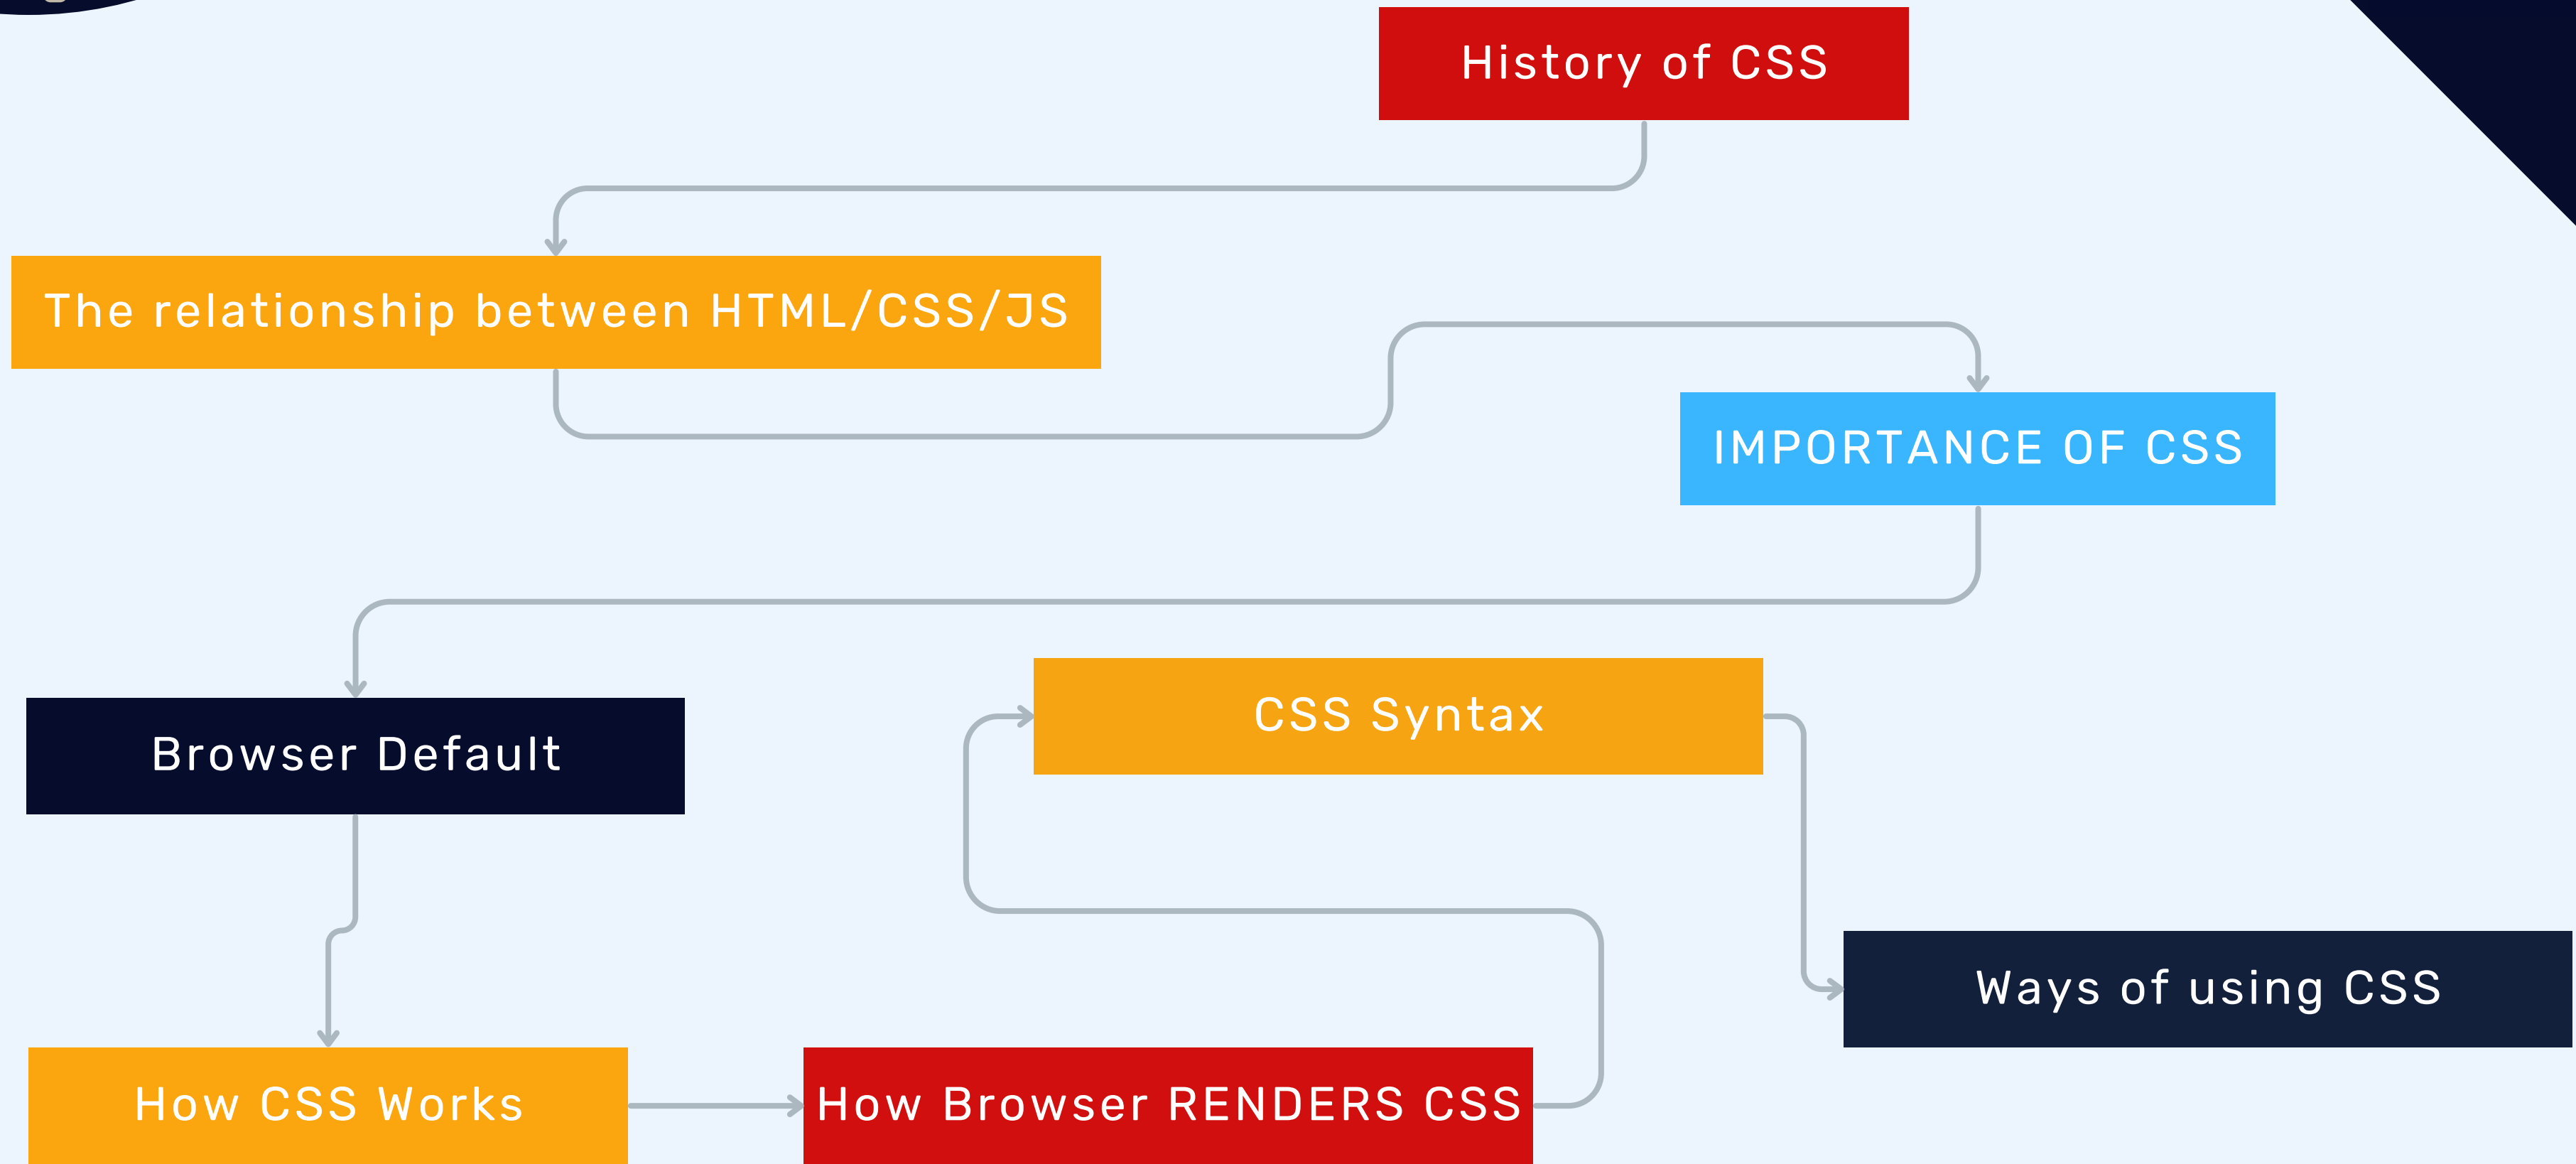 History of CSS
The relationship between HTML/CSS/JS
IMPORTANCE OF CSS
Browser Default
How CSS Works
How Browser RENDERS CSS
CSS Syntax
Ways of using CSS